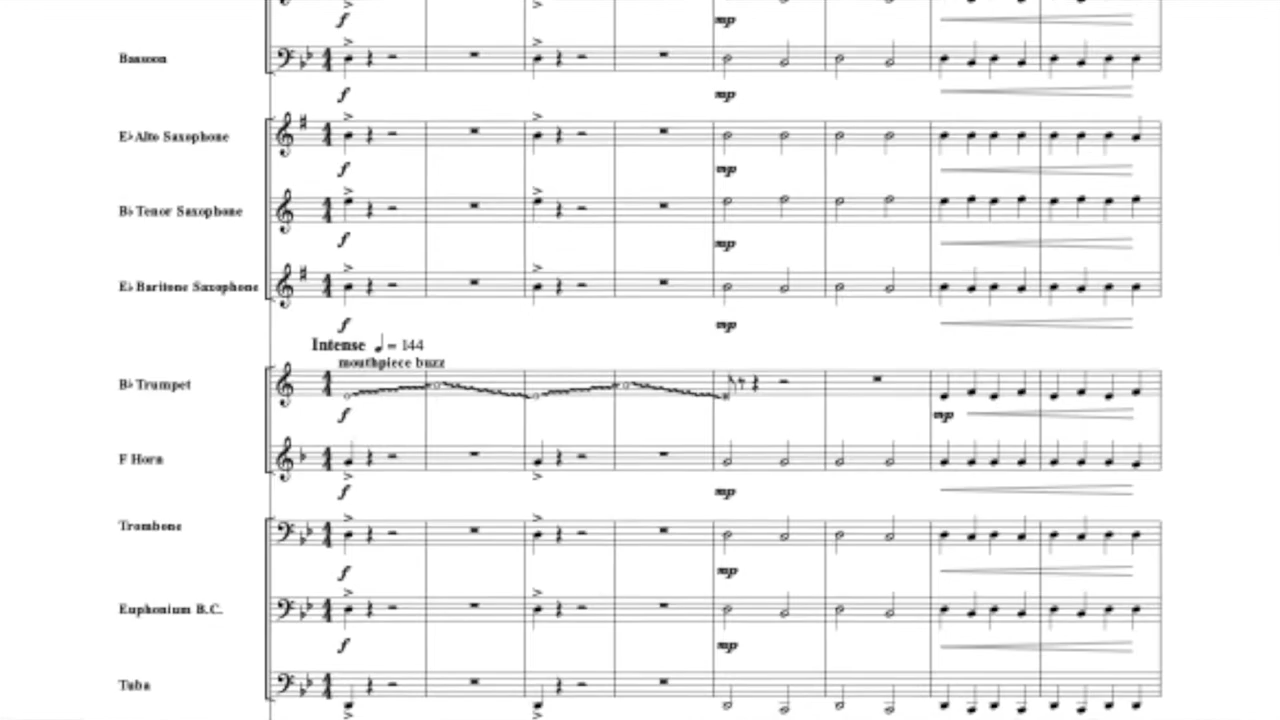 f mp
Bassoon
f mp
E♭ Alto Saxophone
f mp
B♭ Tenor Saxophone
f mp
E♭ Baritone Saxophone
f mp
Intense ♩ = 144
mouthpiece buzz
B♭ Trumpet
f mp
F Horn
f mp
Trombone
f mp
Euphonium B.C.
f mp
Tuba